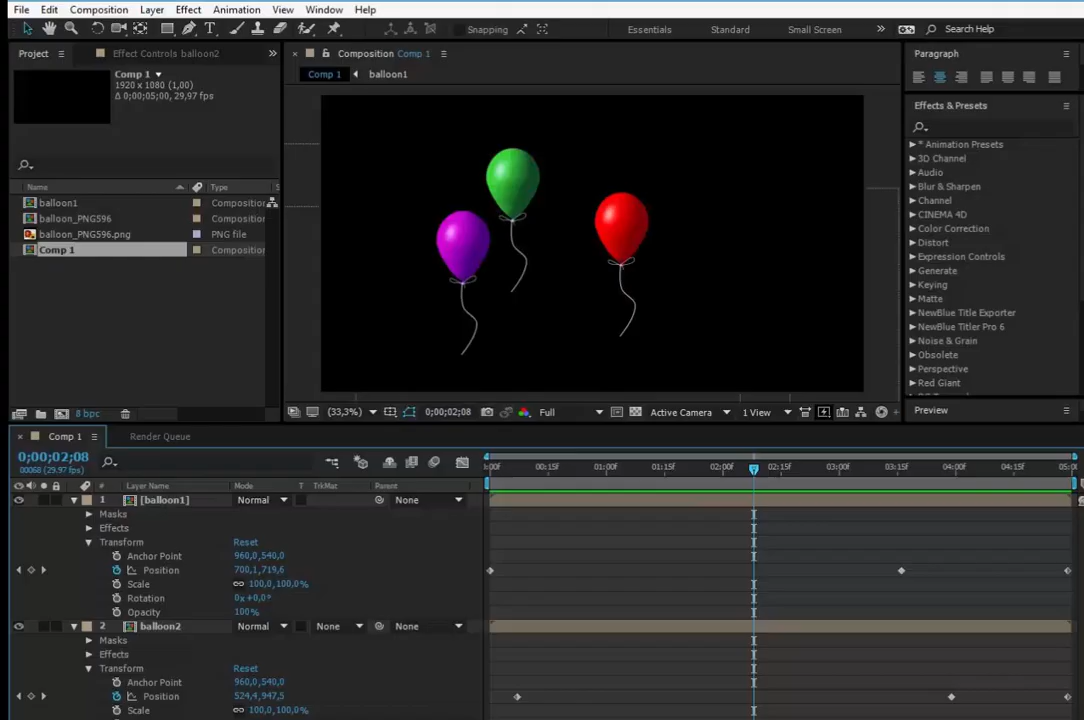 File Edit Composition Layer Effect Animation View Window Help
Snapping Essentials Standard Small Screen Search Help
Project Effect Controls balloon2
Composition Comp 1
Paragraph
Comp 1
1920 x 1080 (1,00)
Δ 0;00;05;00, 29,97 fps
Comp 1 balloon1
Effects & Presets
* Animation Presets
3D Channel
Audio
Blur & Sharpen
Channel
CINEMA 4D
Color Correction
Distort
Expression Controls
Generate
Keying
Matte
NewBlue Title Exporter
NewBlue Titler Pro 6
Noise & Grain
Obsolete
Perspective
Red Giant
Preview
Name Type S
balloon1 Composition
balloon_PNG596 Composition
balloon_PNG596.png PNG file
Comp 1 Composition
8 bpc
(33,3%) 0;00;02;08 Full Active Camera 1 View
Comp 1 Render Queue
0;00;02;08
00068 (29.97 fps)
:00f 00:15f 01:00f 01:15f 02:00f 02:15f 03:00f 03:15f 04:00f 04:15f 05:0
# Layer Name Mode T TrkMat Parent
1 [balloon1] Normal None
Masks
Effects
Transform Reset
Anchor Point 960,0,540,0
Position 700,1,719,6
Scale 100,0,100,0%
Rotation 0x+0,0?
Opacity 100%
2 balloon2 Normal None None
Masks
Effects
Transform Reset
Anchor Point 960,0,540,0
Position 524,4,947,5
Scale 100,0,100,0%